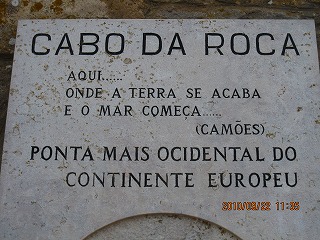 CABO DA ROCA
AQUI......
ONDE A TERRA SE ACABA
E O MAR COMEÇA......
(CAMÕES)
PONTA MAIS OCIDENTAL DO
CONTINENTE EUROPEU
2010/09/22 11:35